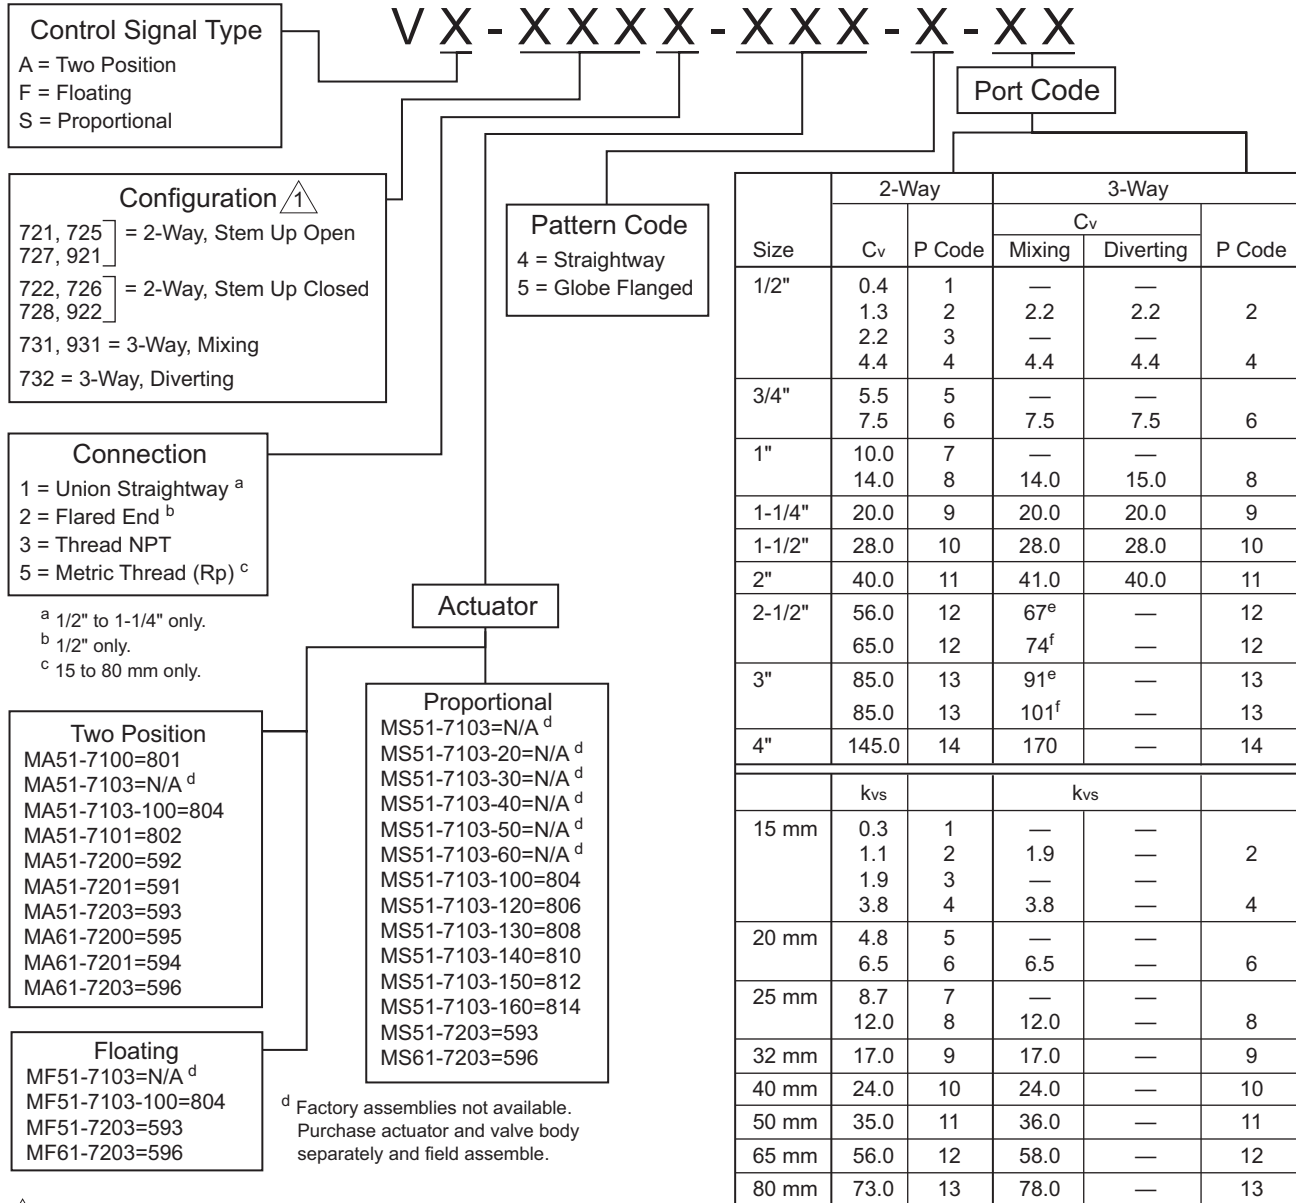 V X - X X X X - X X X - X - X X
Control Signal Type
A = Two Position
F = Floating
S = Proportional
Port Code
Configuration 1
721, 725
727, 921
= 2-Way, Stem Up Open
722, 726
728, 922
= 2-Way, Stem Up Closed
731, 931 = 3-Way, Mixing
732 = 3-Way, Diverting
Pattern Code
4 = Straightway
5 = Globe Flanged
Connection
1 = Union Straightway a
2 = Flared End b
3 = Thread NPT
5 = Metric Thread (Rp) c
a 1/2" to 1-1/4" only.
b 1/2" only.
c 15 to 80 mm only.
Actuator
Two Position
MA51-7100=801
MA51-7103=N/A d
MA51-7103-100=804
MA51-7101=802
MA51-7200=592
MA51-7201=591
MA51-7203=593
MA61-7200=595
MA61-7201=594
MA61-7203=596
Floating
MF51-7103=N/A d
MF51-7103-100=804
MF51-7203=593
MF61-7203=596
Proportional
MS51-7103=N/A d
MS51-7103-20=N/A d
MS51-7103-30=N/A d
MS51-7103-40=N/A d
MS51-7103-50=N/A d
MS51-7103-60=N/A d
MS51-7103-100=804
MS51-7103-120=806
MS51-7103-130=808
MS51-7103-140=810
MS51-7103-150=812
MS51-7103-160=814
MS51-7203=593
MS61-7203=596
d Factory assemblies not available.
Purchase actuator and valve body
separately and field assemble.
2-Way 3-Way
Cv
Size Cv P Code Mixing Diverting P Code
1/2" 0.4 1 — —
1.3 2 2.2 2.2 2
2.2 3 — —
4.4 4 4.4 4.4 4
3/4" 5.5 5 — —
7.5 6 7.5 7.5 6
1" 10.0 7 — —
14.0 8 14.0 15.0 8
1-1/4" 20.0 9 20.0 20.0 9
1-1/2" 28.0 10 28.0 28.0 10
2" 40.0 11 41.0 40.0 11
2-1/2" 56.0 12 67e — 12
65.0 12 74f — 12
3" 85.0 13 91e — 13
85.0 13 101f — 13
4" 145.0 14 170 — 14
kvs kvs
15 mm 0.3 1 — —
1.1 2 1.9 — 2
1.9 3 — —
3.8 4 3.8 — 4
20 mm 4.8 5 — —
6.5 6 6.5 — 6
25 mm 8.7 7 — —
12.0 8 12.0 — 8
32 mm 17.0 9 17.0 — 9
40 mm 24.0 10 24.0 — 10
50 mm 35.0 11 36.0 — 11
65 mm 56.0 12 58.0 — 12
80 mm 73.0 13 78.0 — 13